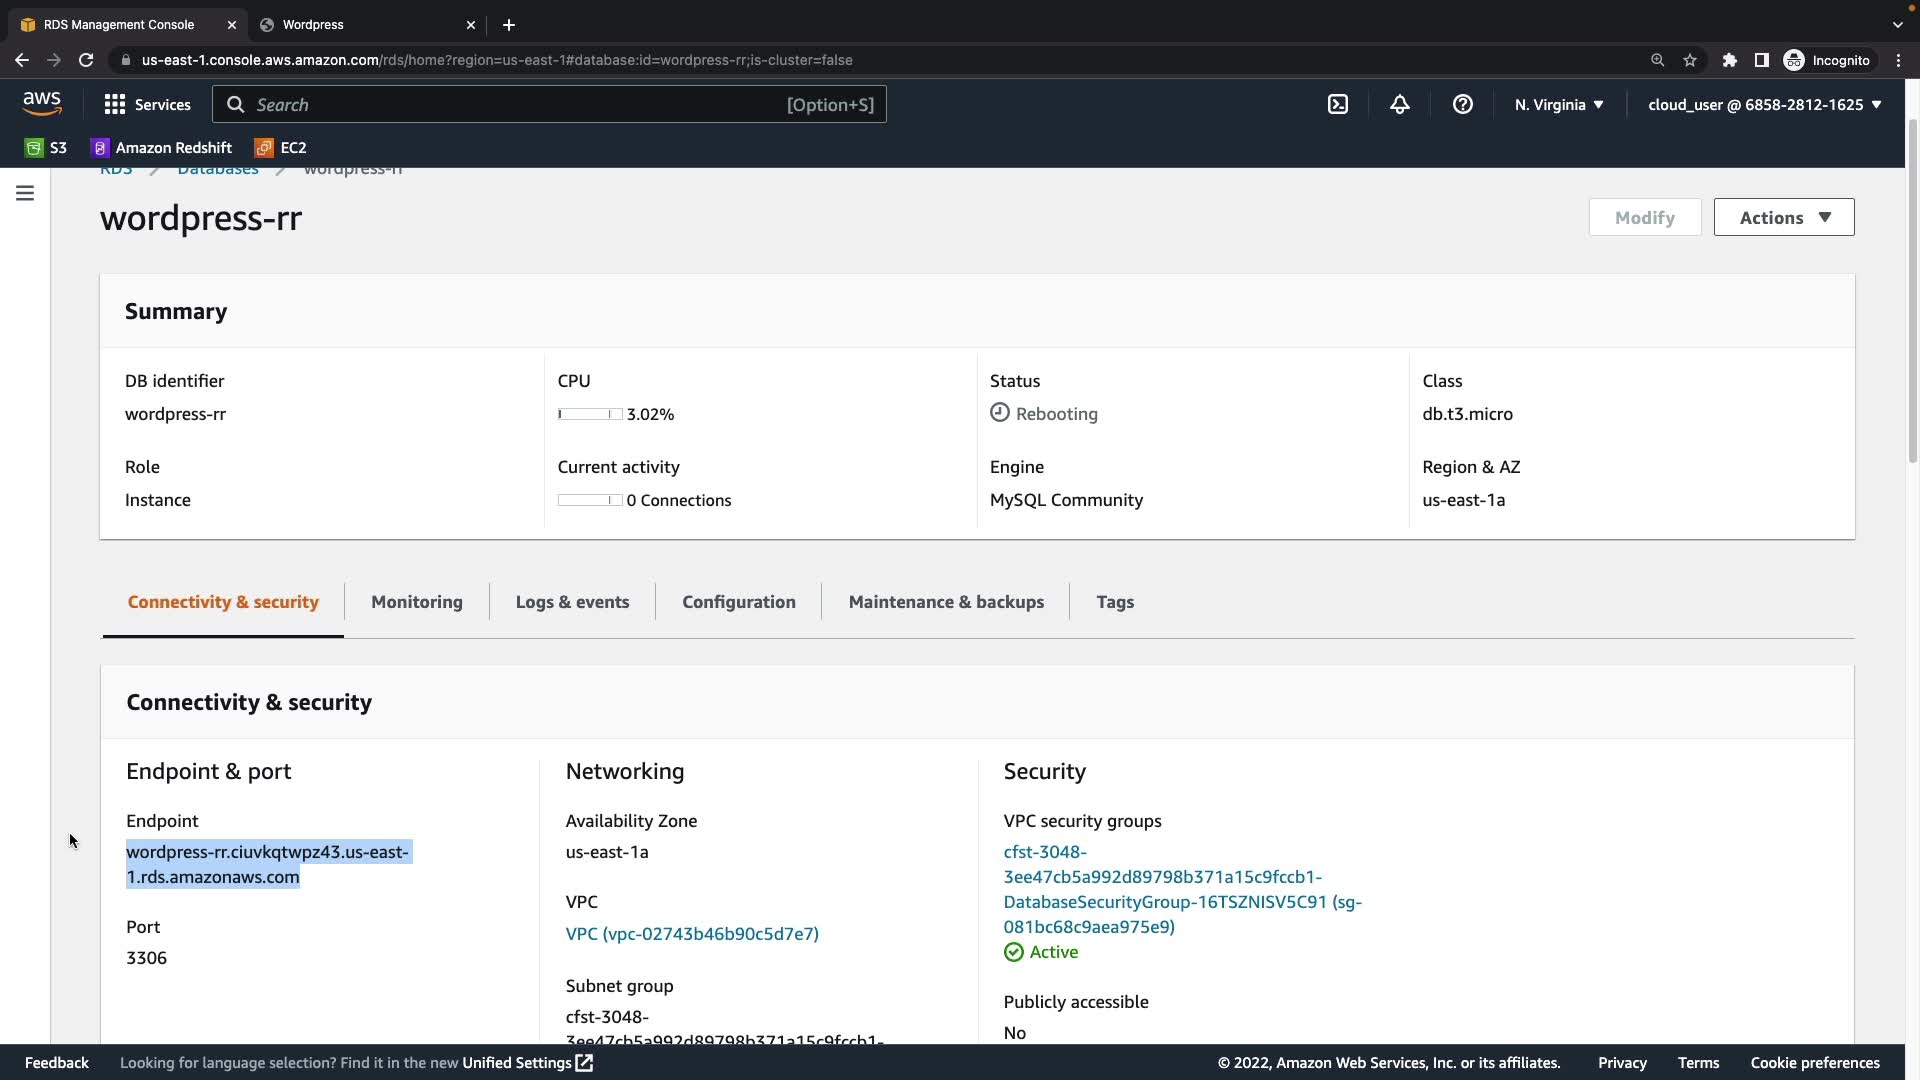 RDS Management Console
Wordpress
us-east-1.console.aws.amazon.com/rds/home?region=us-east-1#database:id=wordpress-rr;is-cluster=false
Incognito
aws
Services
Search
[Option+S]
N. Virginia
cloud_user @ 6858-2812-1625
S3
Amazon Redshift
EC2
RDS
Databases
wordpress-rr
wordpress-rr
Modify
Actions
Summary
DB identifier
wordpress-rr
CPU
3.02%
Status
Rebooting
Class
db.t3.micro
Role
Instance
Current activity
0 Connections
Engine
MySQL Community
Region & AZ
us-east-1a
Connectivity & security
Monitoring
Logs & events
Configuration
Maintenance & backups
Tags
Connectivity & security
Endpoint & port
Endpoint
wordpress-rr.ciuvkqtwpz43.us-east-
1.rds.amazonaws.com
Port
3306
Networking
Availability Zone
us-east-1a
VPC
VPC (vpc-02743b46b90c5d7e7)
Subnet group
cfst-3048-
3ee47cb5a992d89798b371a15c9fccb1-
Security
VPC security groups
cfst-3048-
3ee47cb5a992d89798b371a15c9fccb1-
DatabaseSecurityGroup-16TSZNISV5C91 (sg-
081bc68c9aea975e9)
Active
Publicly accessible
No
Feedback
Looking for language selection? Find it in the new Unified Settings
© 2022, Amazon Web Services, Inc. or its affiliates.
Privacy
Terms
Cookie preferences